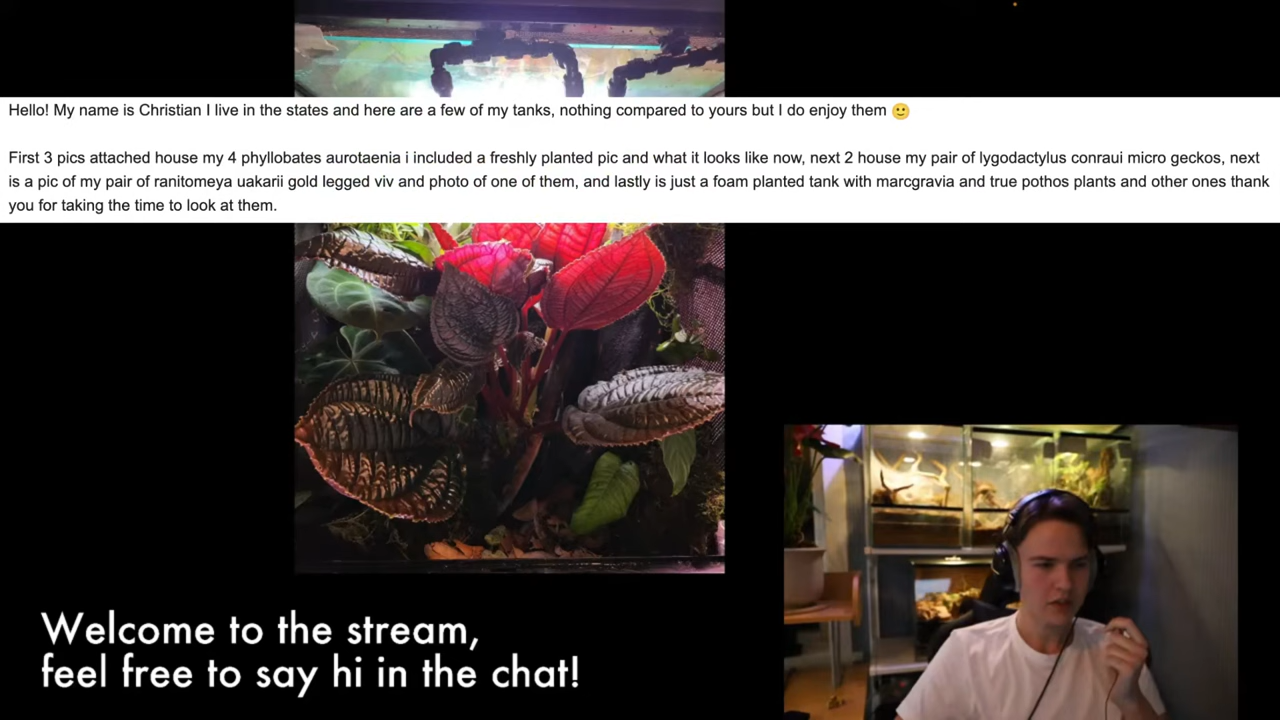 Hello! My name is Christian I live in the states and here are a few of my tanks, nothing compared to yours but I do enjoy them 🙂
First 3 pics attached house my 4 phyllobates aurotaenia i included a freshly planted pic and what it looks like now, next 2 house my pair of lygodactylus conraui micro geckos, next
is a pic of my pair of ranitomeya uakarii gold legged viv and photo of one of them, and lastly is just a foam planted tank with marcgravia and true pothos plants and other ones thank
you for taking the time to look at them.
Welcome to the stream,
feel free to say hi in the chat!